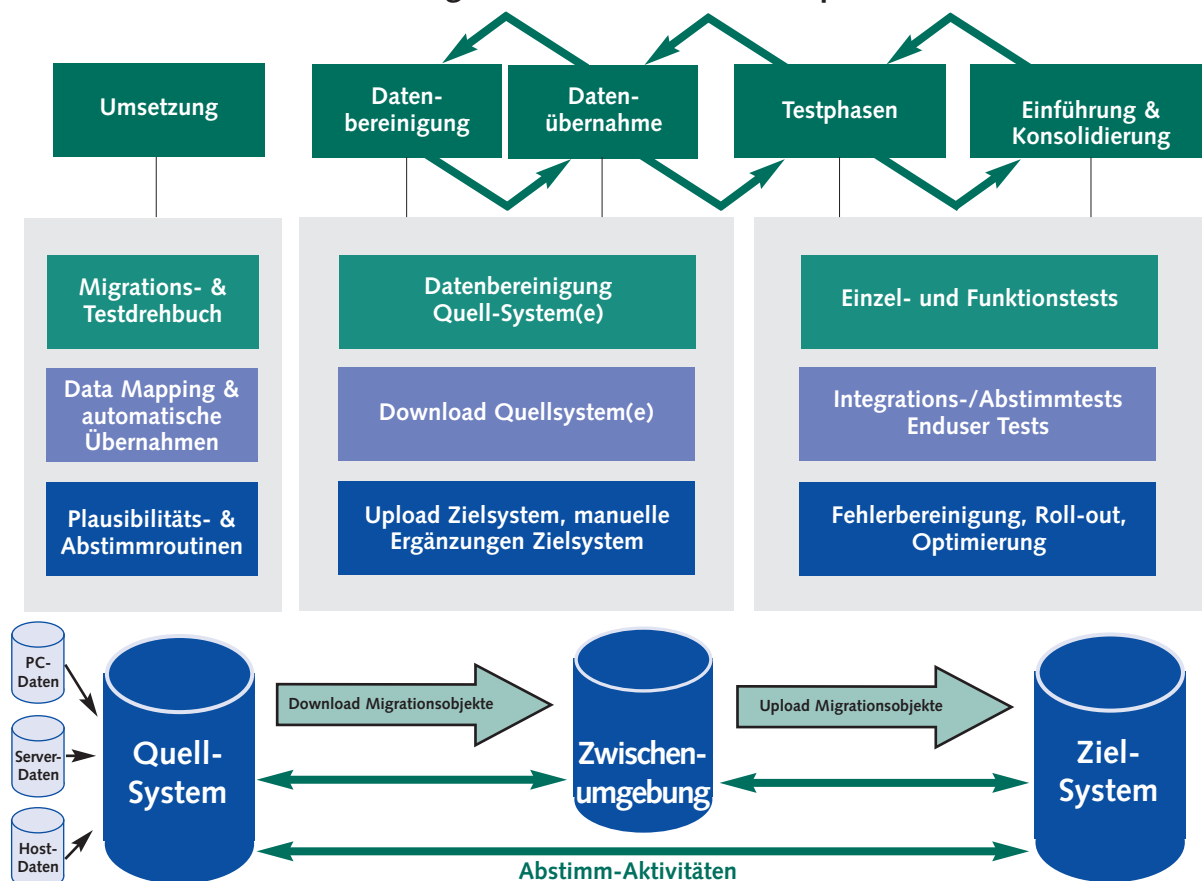 Umsetzung
Daten-
bereinigung
Daten-
übernahme
Testphasen
Einführung &
Konsolidierung
Migrations- &
Testdrehbuch
Data Mapping &
automatische
Übernahmen
Plausibilitäts- &
Abstimmroutinen
Datenbereinigung
Quell-System(e)
Download Quellsystem(e)
Upload Zielsystem, manuelle
Ergänzungen Zielsystem
Einzel- und Funktionstests
Integrations-/Abstimmtests
Enduser Tests
Fehlerbereinigung, Roll-out,
Optimierung
PC-
Daten
Server-
Daten
Host-
Daten
Quell-
System
Download Migrationsobjekte
Zwischen-
umgebung
Upload Migrationsobjekte
Ziel-
System
Abstimm-Aktivitäten